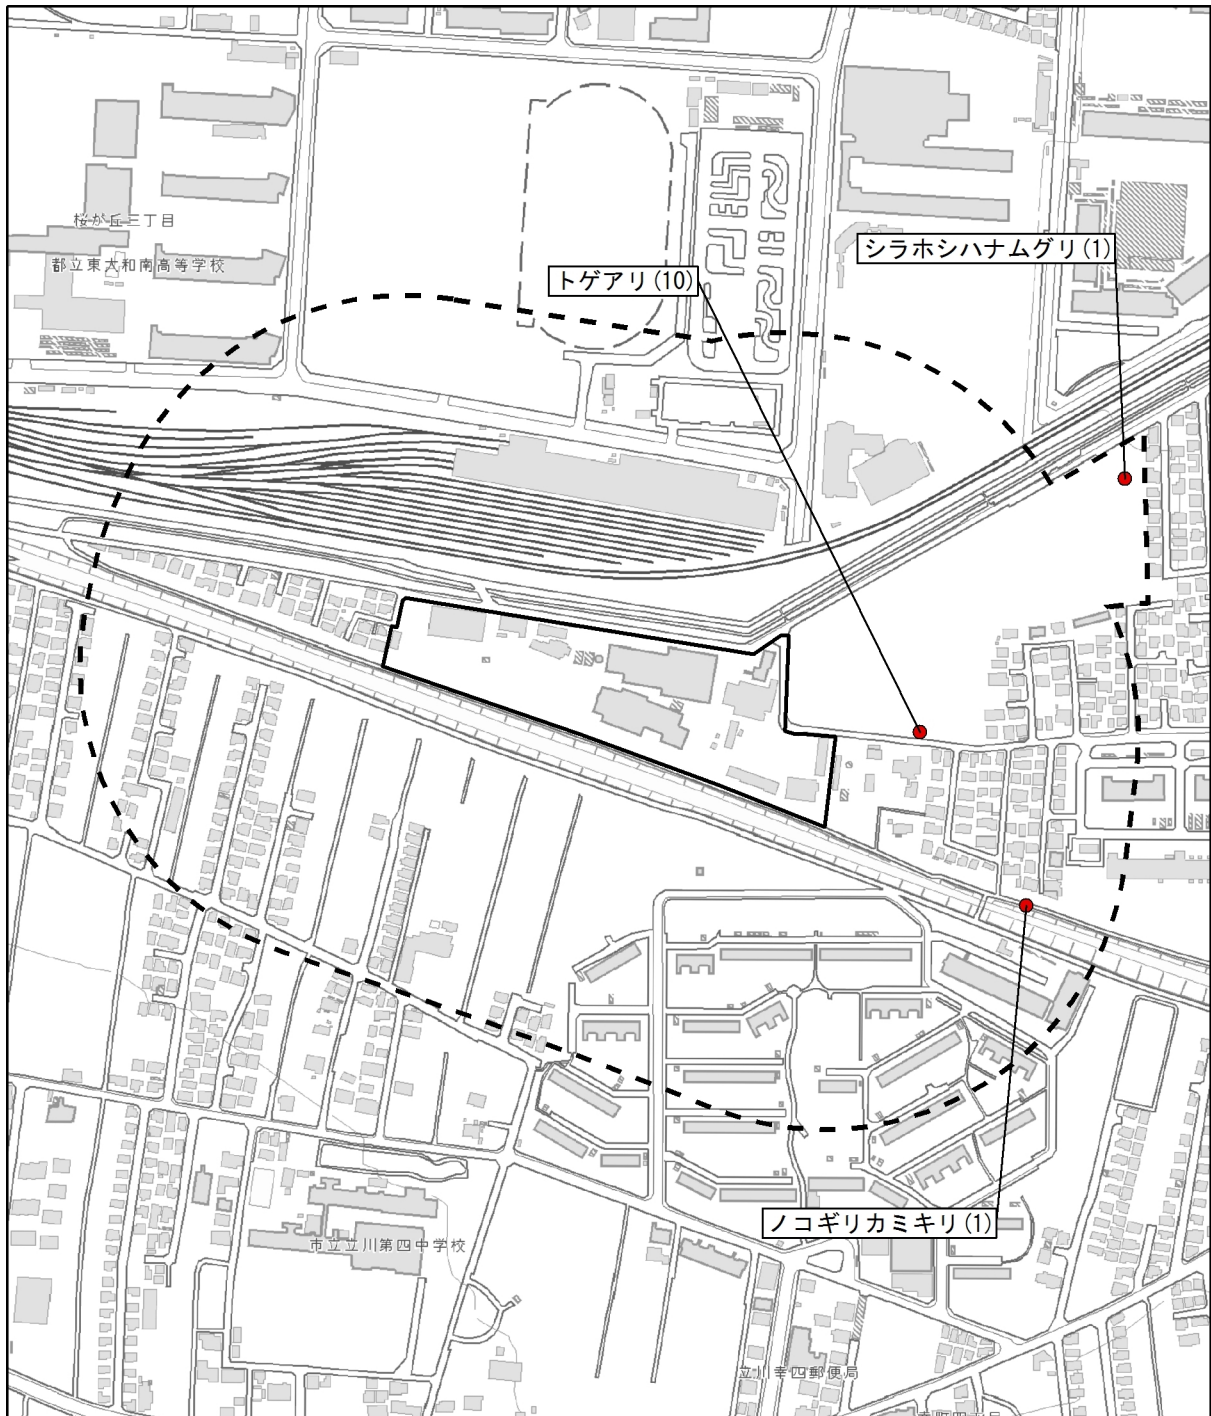 桜が丘三丁目
シラホシハナムグリ(1)
都立東大和南高等学校
トゲアリ(10)
ノコギリカミキリ(1)
市立立川第四中学校
立川幸四郵便局